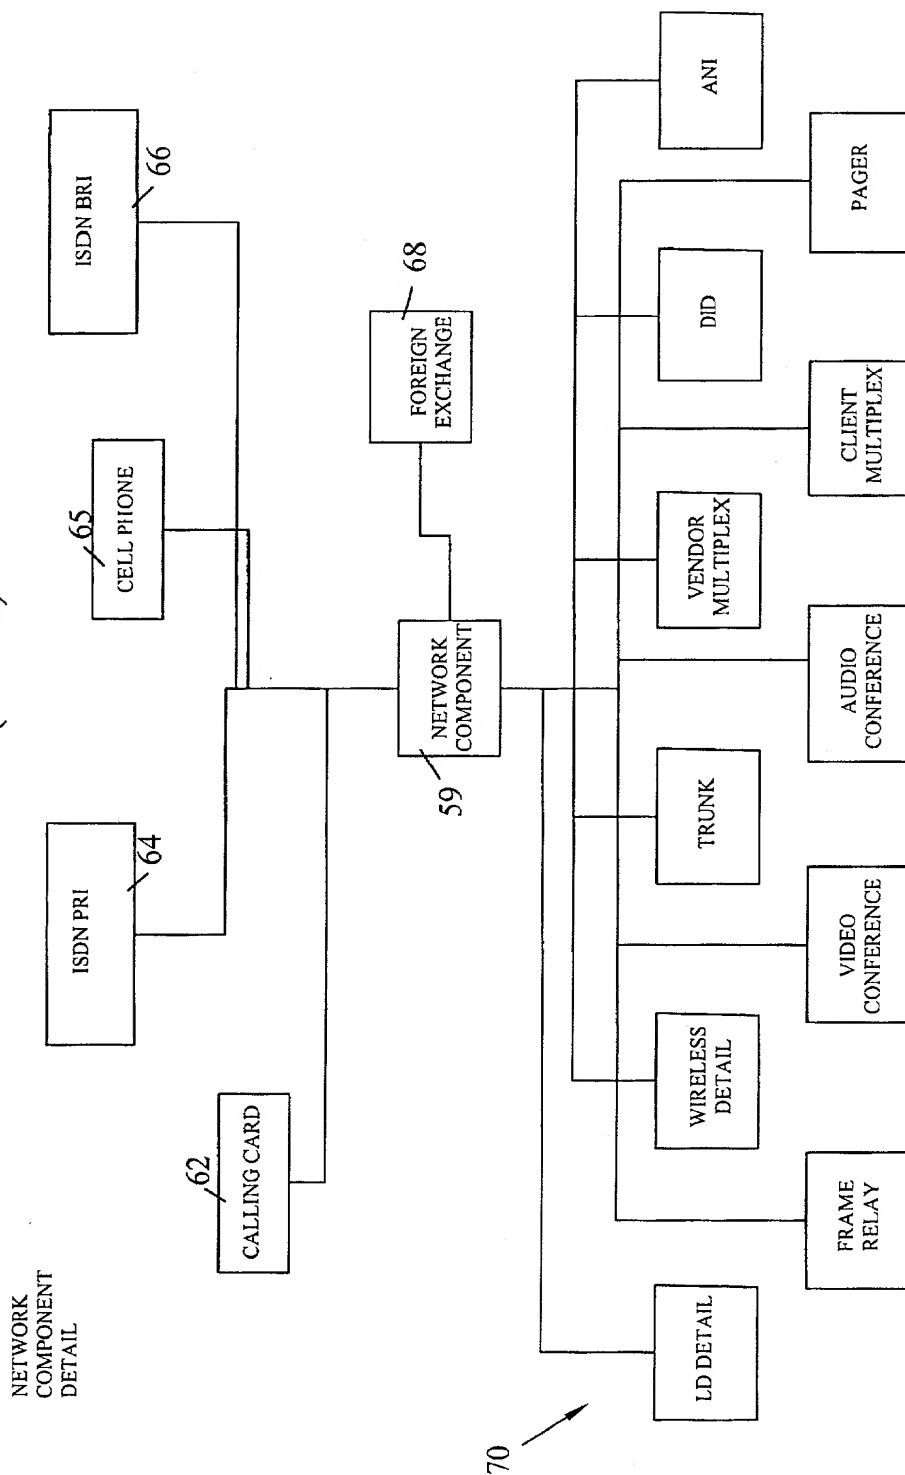 NETWORK
COMPONENT
DETAIL
ISDN PRI
64
ISDN BRI
66
65
CELL PHONE
62
CALLING CARD
68
FOREIGN
EXCHANGE
NETWORK
COMPONENT
59
70
LD DETAIL
WIRELESS
DETAIL
TRUNK
VENDOR
MULTIPLEX
DID
ANI
FRAME
RELAY
VIDEO
CONFERENCE
AUDIO
CONFERENCE
CLIENT
MULTIPLEX
PAGER